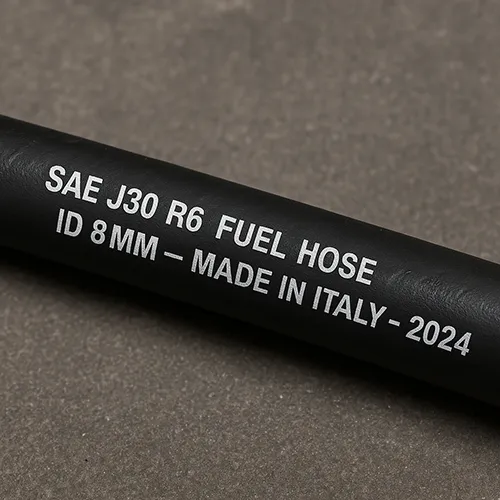 SAE J30 R6 FUEL HOSE
ID 8MM – MADE IN ITALY - 2024